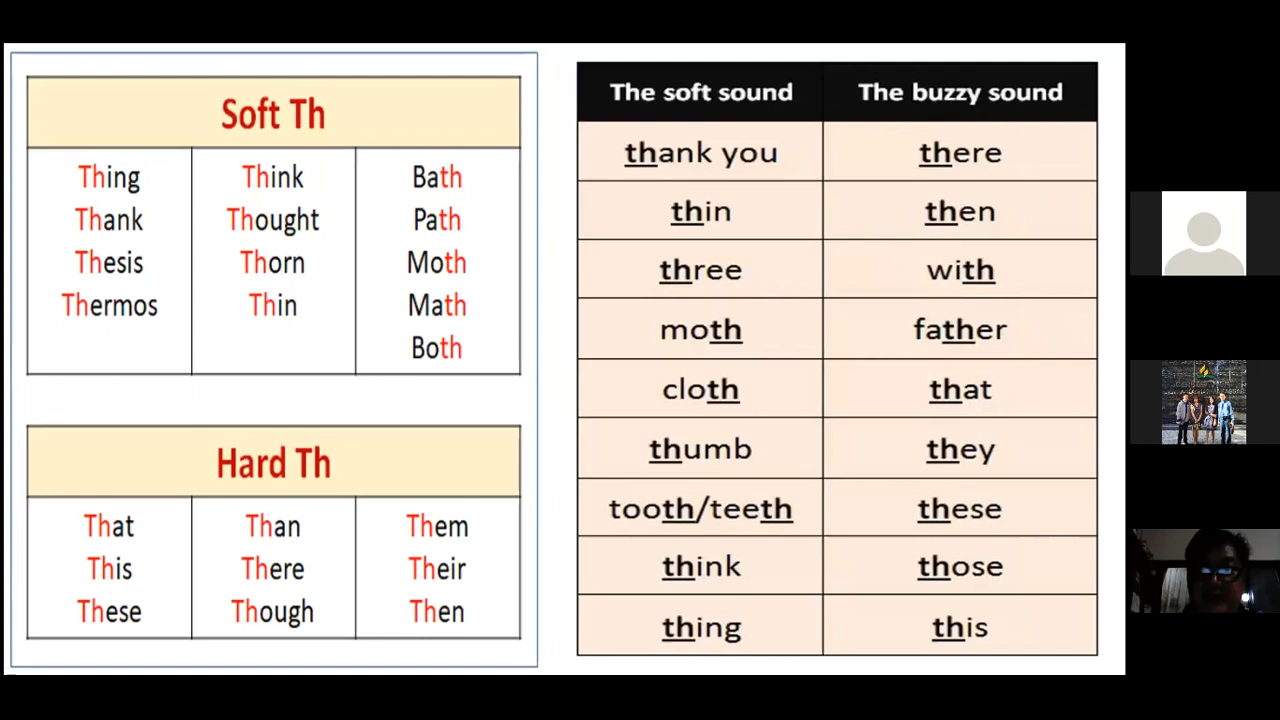 Soft Th
Thing Think Bath
Thank Thought Path
Thesis Thorn Moth
Thermos Thin Math
Both
Hard Th
That Than Them
This There Their
These Though Then
The soft sound The buzzy sound
thank you there
thin then
three with
moth father
cloth that
thumb they
tooth/teeth these
think those
thing this